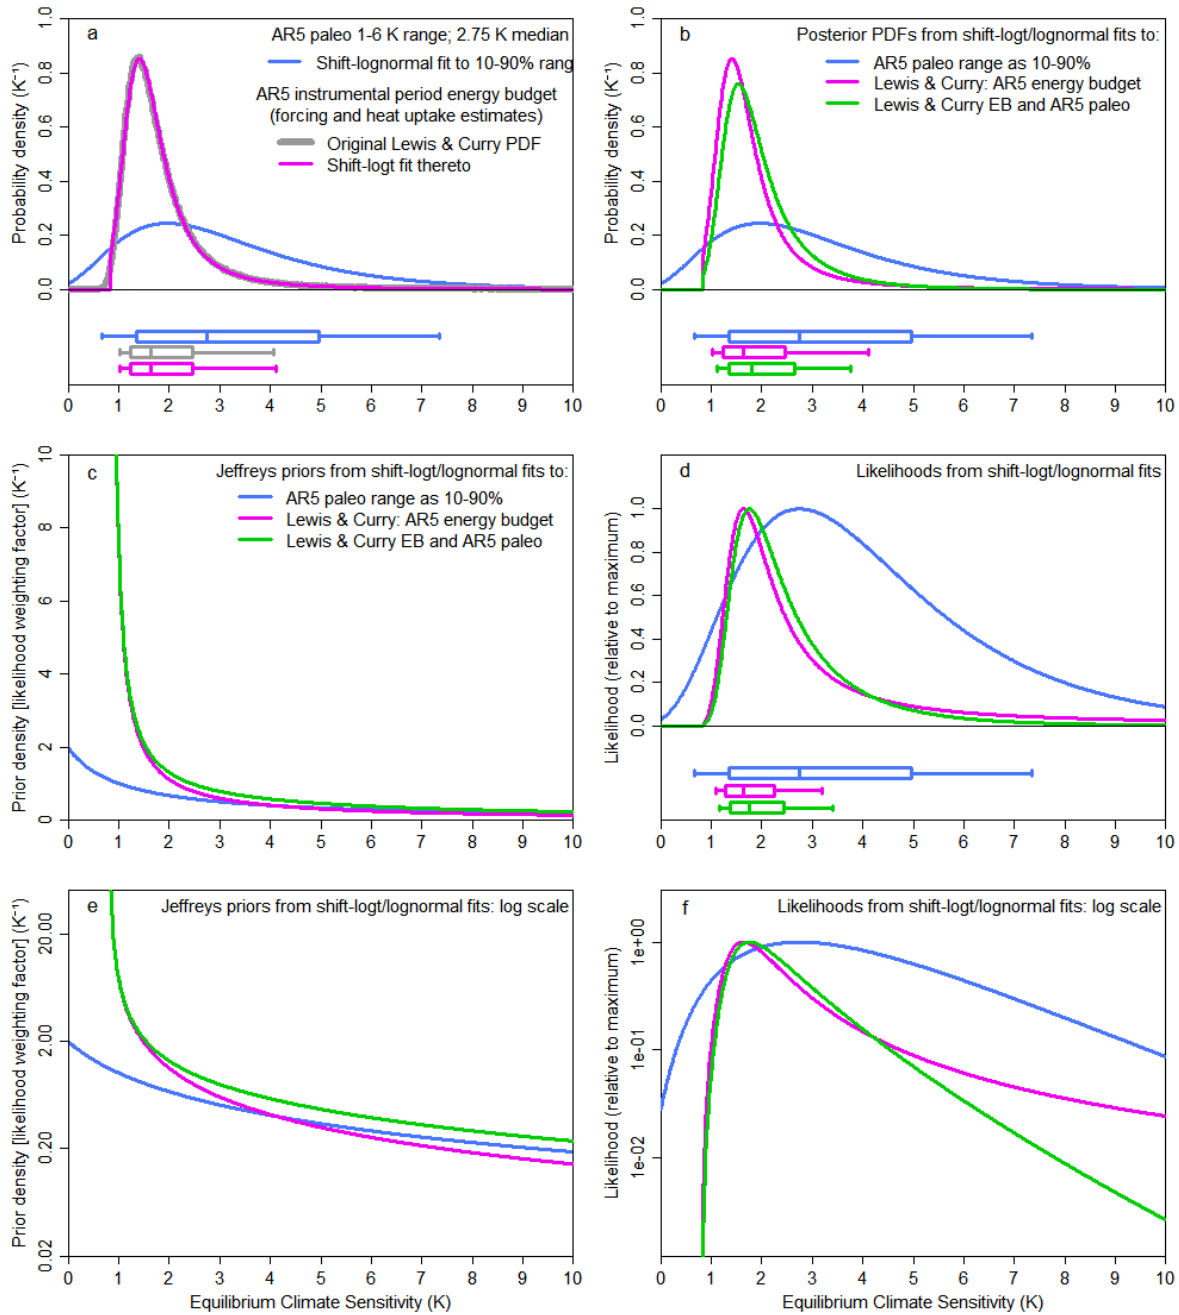 a
AR5 paleo 1-6 K range; 2.75 K median
Shift-lognormal fit to 10-90% rang
AR5 instrumental period energy budget
(forcing and heat uptake estimates)
Original Lewis & Curry PDF
Shift-logt fit thereto
Probability density (K⁻¹)
1.0
0.8
0.6
0.4
0.2
0.0
0 1 2 3 4 5 6 7 8 9 10
b
Posterior PDFs from shift-logt/lognormal fits to:
AR5 paleo range as 10-90%
Lewis & Curry: AR5 energy budget
Lewis & Curry EB and AR5 paleo
Probability density (K⁻¹)
1.0
0.8
0.6
0.4
0.2
0.0
0 1 2 3 4 5 6 7 8 9 10
c
Jeffreys priors from shift-logt/lognormal fits to:
AR5 paleo range as 10-90%
Lewis & Curry: AR5 energy budget
Lewis & Curry EB and AR5 paleo
Prior density [likelihood weighting factor] (K⁻¹)
10
8
6
4
2
0
0 1 2 3 4 5 6 7 8 9 10
d
Likelihoods from shift-logt/lognormal fits
Likelihood (relative to maximum)
1.0
0.8
0.6
0.4
0.2
0.0
0 1 2 3 4 5 6 7 8 9 10
e
Jeffreys priors from shift-logt/lognormal fits: log scale
Prior density [likelihood weighting factor] (K⁻¹)
20.00
2.00
0.20
0.02
0 1 2 3 4 5 6 7 8 9 10
Equilibrium Climate Sensitivity (K)
f
Likelihoods from shift-logt/lognormal fits: log scale
Likelihood (relative to maximum)
1e+00
1e-01
1e-02
0 1 2 3 4 5 6 7 8 9 10
Equilibrium Climate Sensitivity (K)